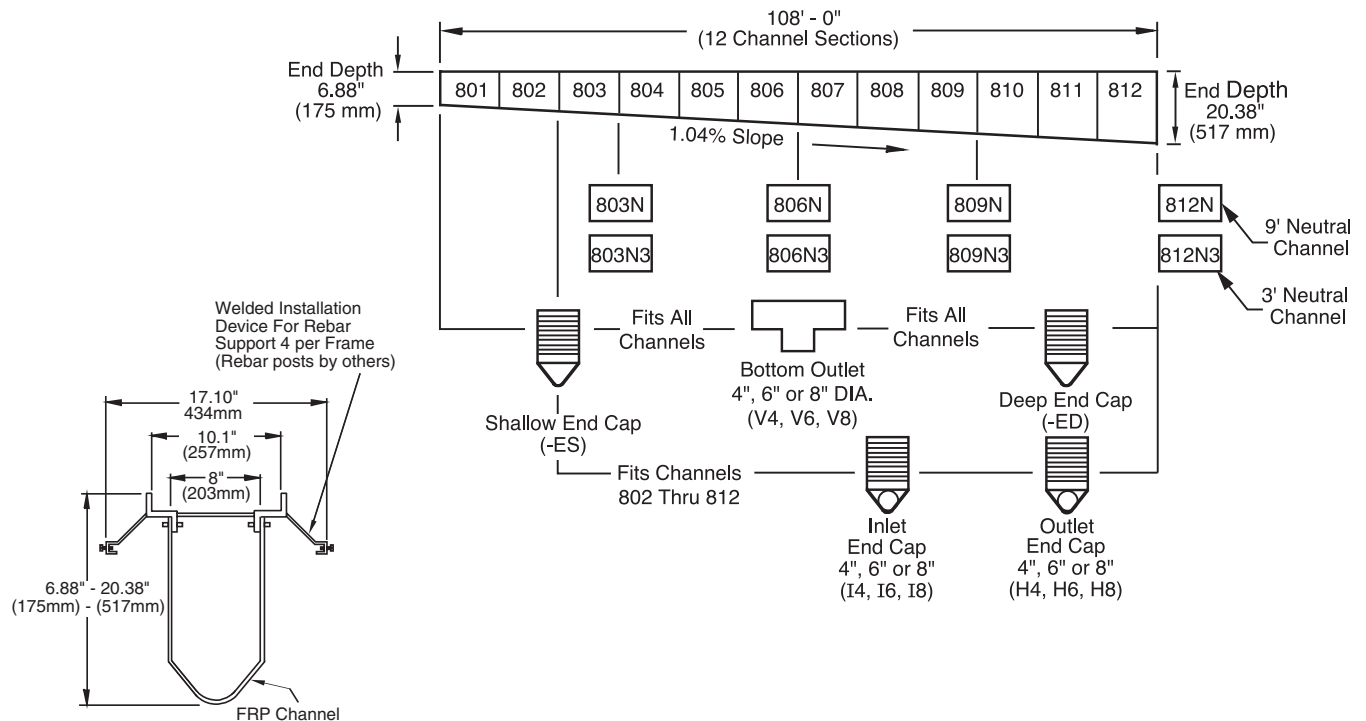 108' - 0"
(12 Channel Sections)
End Depth
6.88"
(175 mm)
801 802 803 804 805 806 807 808 809 810 811 812
End Depth
20.38"
(517 mm)
1.04% Slope
803N 806N 809N 812N
803N3 806N3 809N3 812N3
9' Neutral
Channel
3' Neutral
Channel
Fits All
Channels
Fits All
Channels
Shallow End Cap
(-ES)
Bottom Outlet
4", 6" or 8" DIA.
(V4, V6, V8)
Deep End Cap
(-ED)
Fits Channels
802 Thru 812
Inlet
End Cap
4", 6" or 8"
(I4, I6, I8)
Outlet
End Cap
4", 6" or 8"
(H4, H6, H8)
Welded Installation
Device For Rebar
Support 4 per Frame
(Rebar posts by others)
17.10"
434mm
10.1"
(257mm)
8"
(203mm)
6.88" - 20.38"
(175mm) - (517mm)
FRP Channel